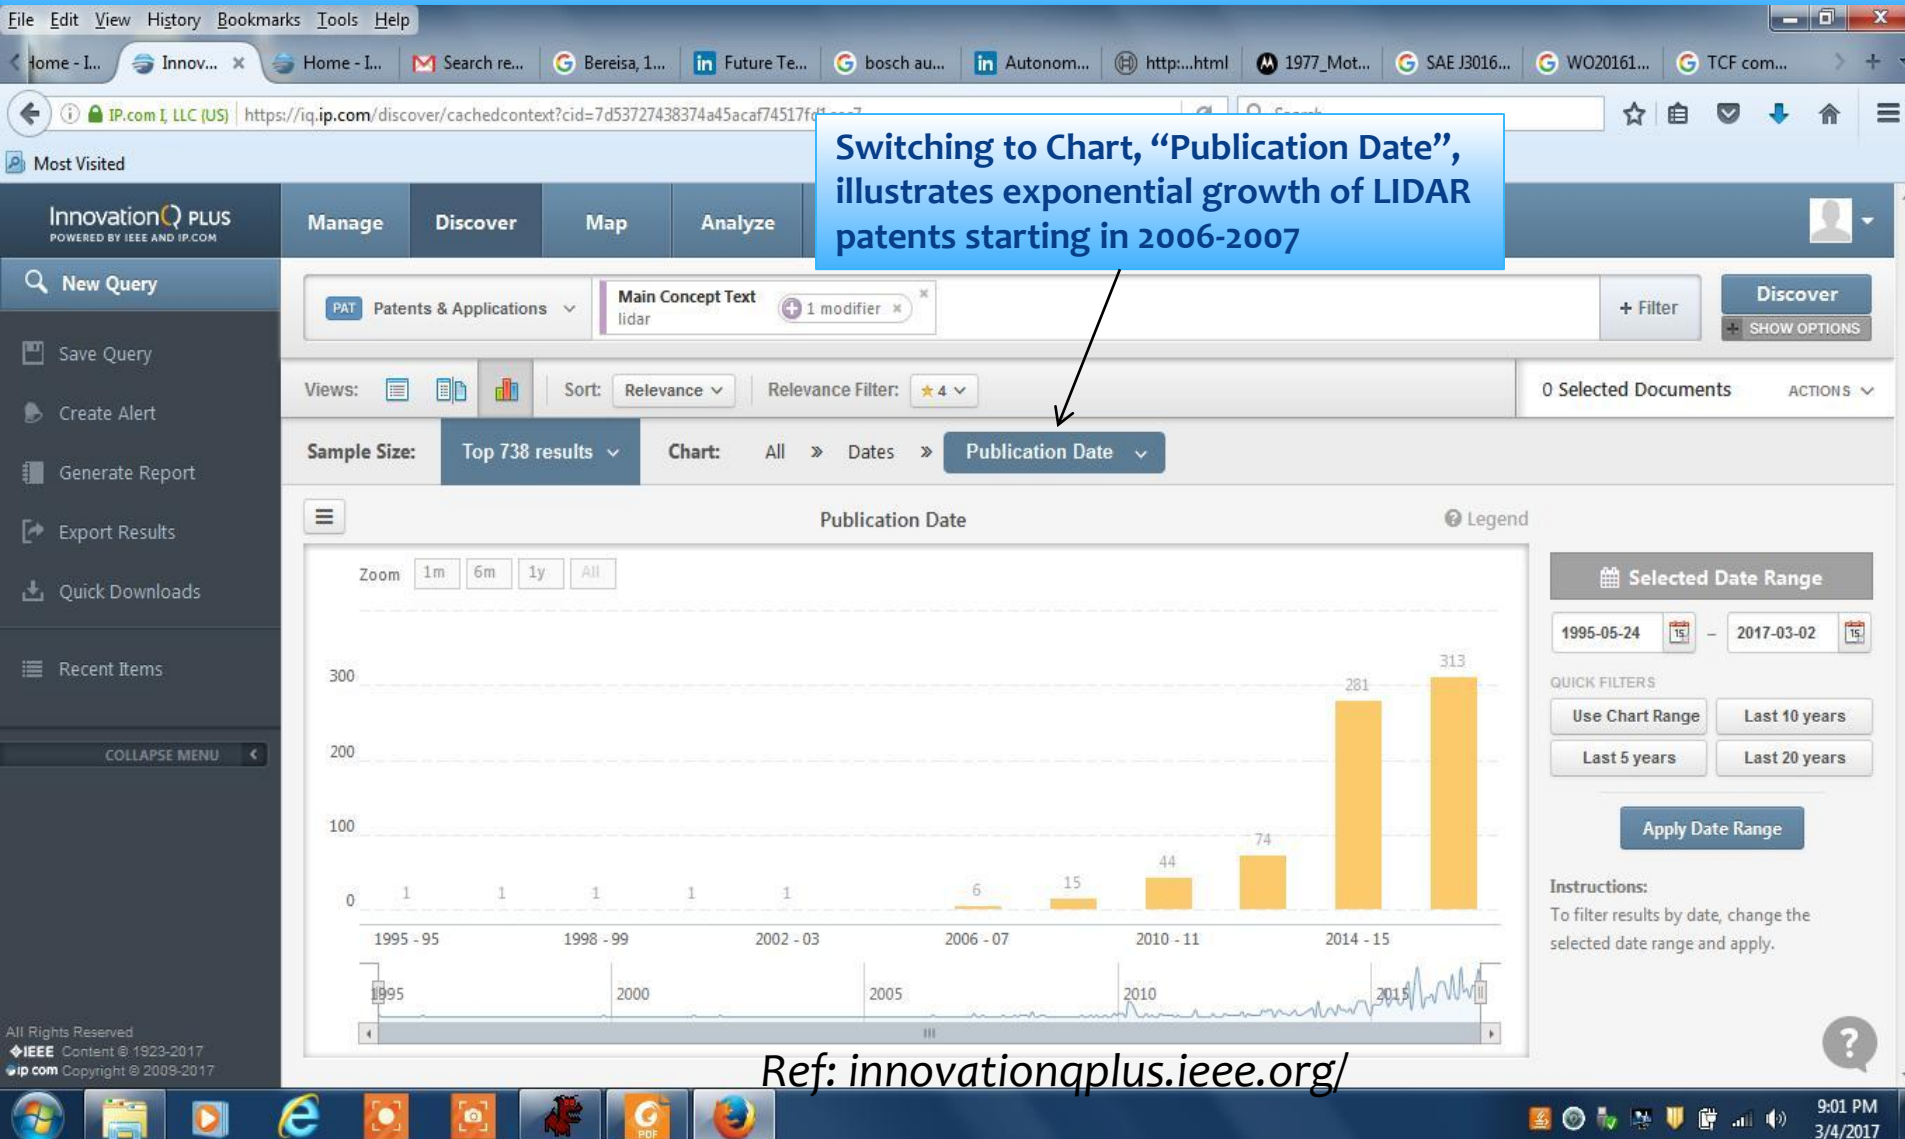 File Edit View History Bookmarks Tools Help
Home - I... Innov... Home - I... Search re... Bereisa, 1... Future Te... bosch au... Autonom... http:...html 1977_Mot... SAE J3016... WO20161... TCF com...
IP.com I, LLC (US) https://iq.ip.com/discover/cachedcontext?cid=7d53727438374a45acaf74517fd1
Most Visited
Switching to Chart, “Publication Date”,
illustrates exponential growth of LIDAR
patents starting in 2006-2007
InnovationQ PLUS
POWERED BY IEEE AND IP.COM
Manage Discover Map Analyze
New Query
Save Query
Create Alert
Generate Report
Export Results
Quick Downloads
Recent Items
COLLAPSE MENU
PAT Patents & Applications
Main Concept Text
lidar
1 modifier
+ Filter
Discover
+ SHOW OPTIONS
Views: Sort: Relevance Relevance Filter: 4
0 Selected Documents ACTIONS
Sample Size: Top 738 results Chart: All » Dates » Publication Date
Publication Date
Legend
Zoom 1m 6m 1y All
300
200
100
0
1 1 1 1 1 6 15 44 74 281 313
1995 - 95 1998 - 99 2002 - 03 2006 - 07 2010 - 11 2014 - 15
1995 2000 2005 2010 2015
Selected Date Range
1995-05-24 – 2017-03-02
QUICK FILTERS
Use Chart Range Last 10 years
Last 5 years Last 20 years
Apply Date Range
Instructions:
To filter results by date, change the
selected date range and apply.
All Rights Reserved
IEEE Content © 1923-2017
ip com Copyright © 2009-2017
Ref: innovationqplus.ieee.org/
PDF
9:01 PM
3/4/2017